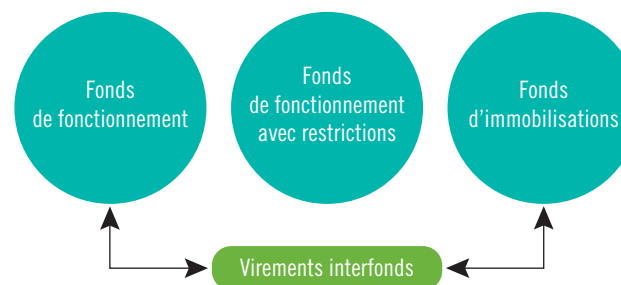 Fonds
de fonctionnement
Fonds
de fonctionnement
avec restrictions
Fonds
d'immobilisations
Virements interfonds